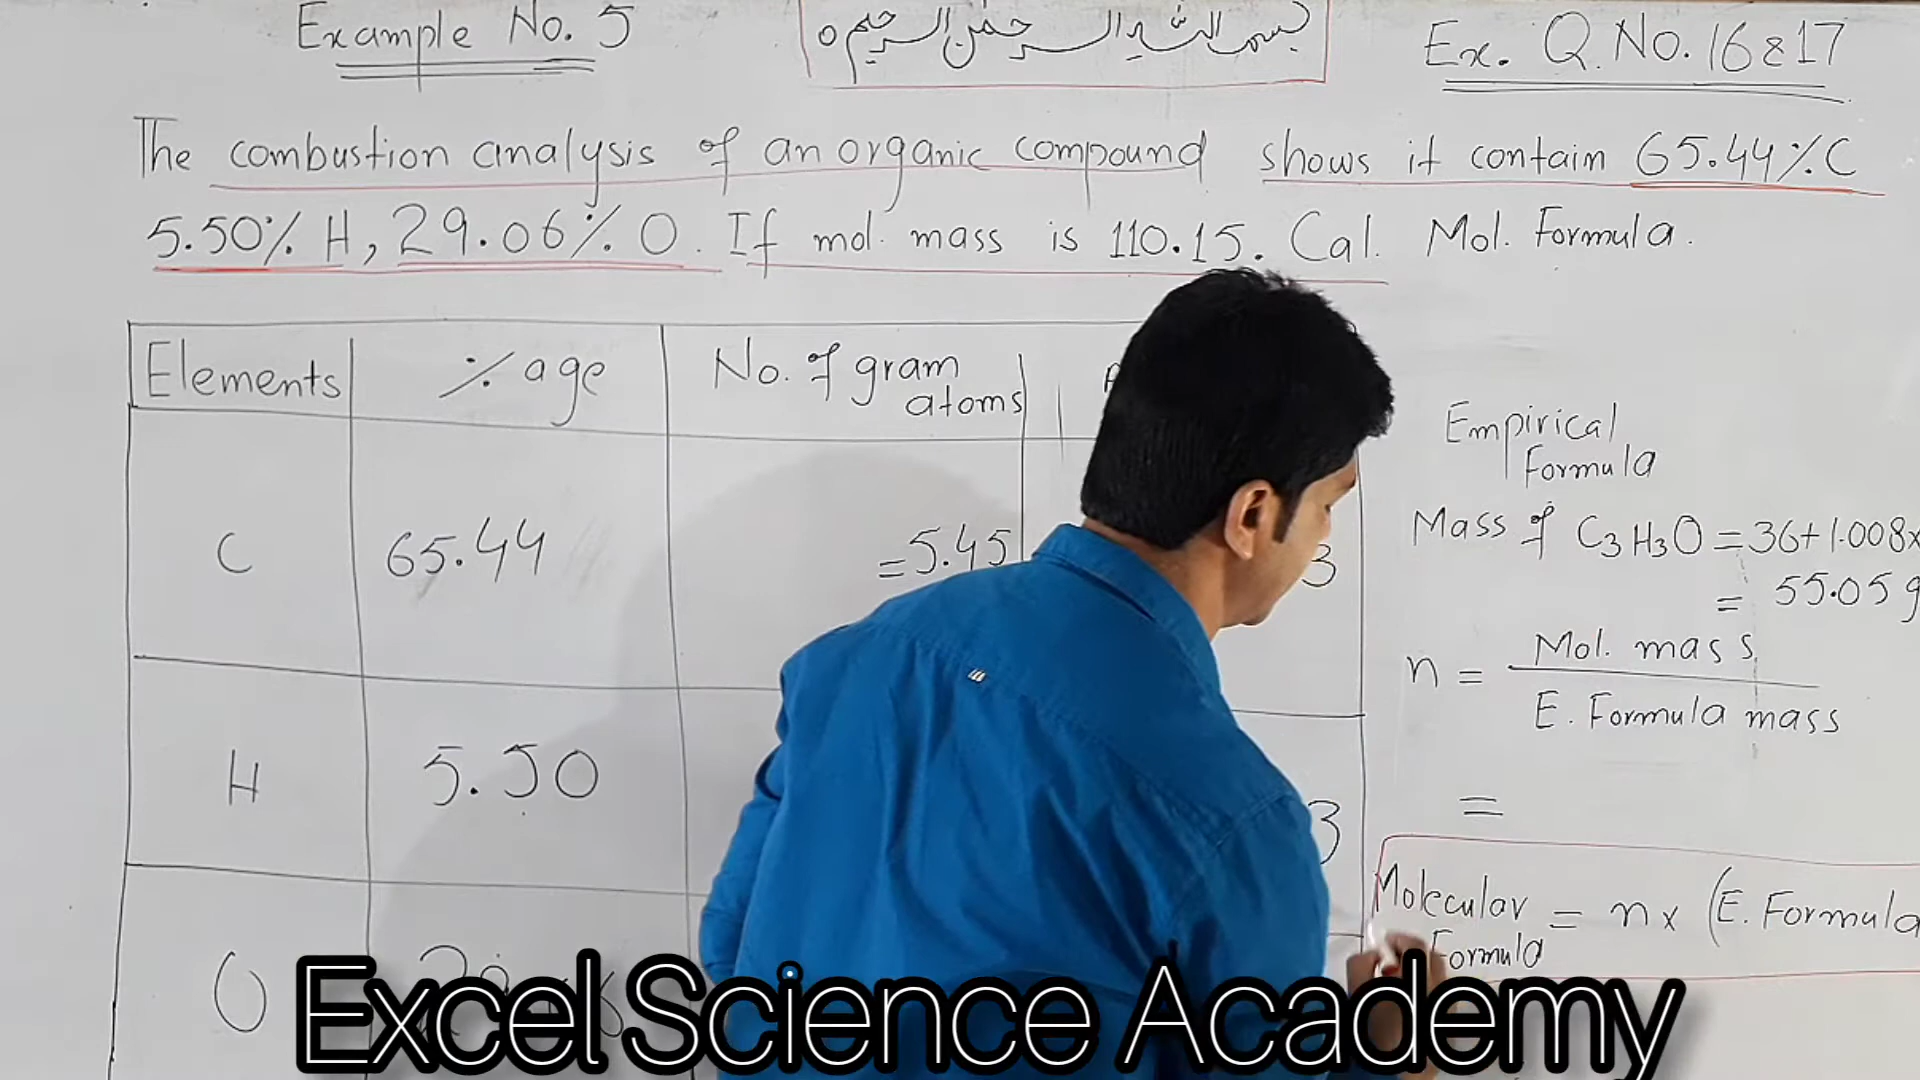 Example No. 5
بسم الله الرحمن الرحيم
Ex. Q. No. 16 & 17
The combustion analysis of an organic compound shows it contain 65.44% C
5.50% H, 29.06% O. If mol. mass is 110.15. Cal. Mol. Formula.
Elements
% age
No. of gram
atoms
C
65.44
= 5.45
3
H
5.50
3
O
Empirical
Formula
Mass of C₃H₃O = 36+1.008x
= 55.05 g
n = Mol. mass
E. Formula mass
=
Molecular = n x (E. Formula
Formula
Excel Science Academy